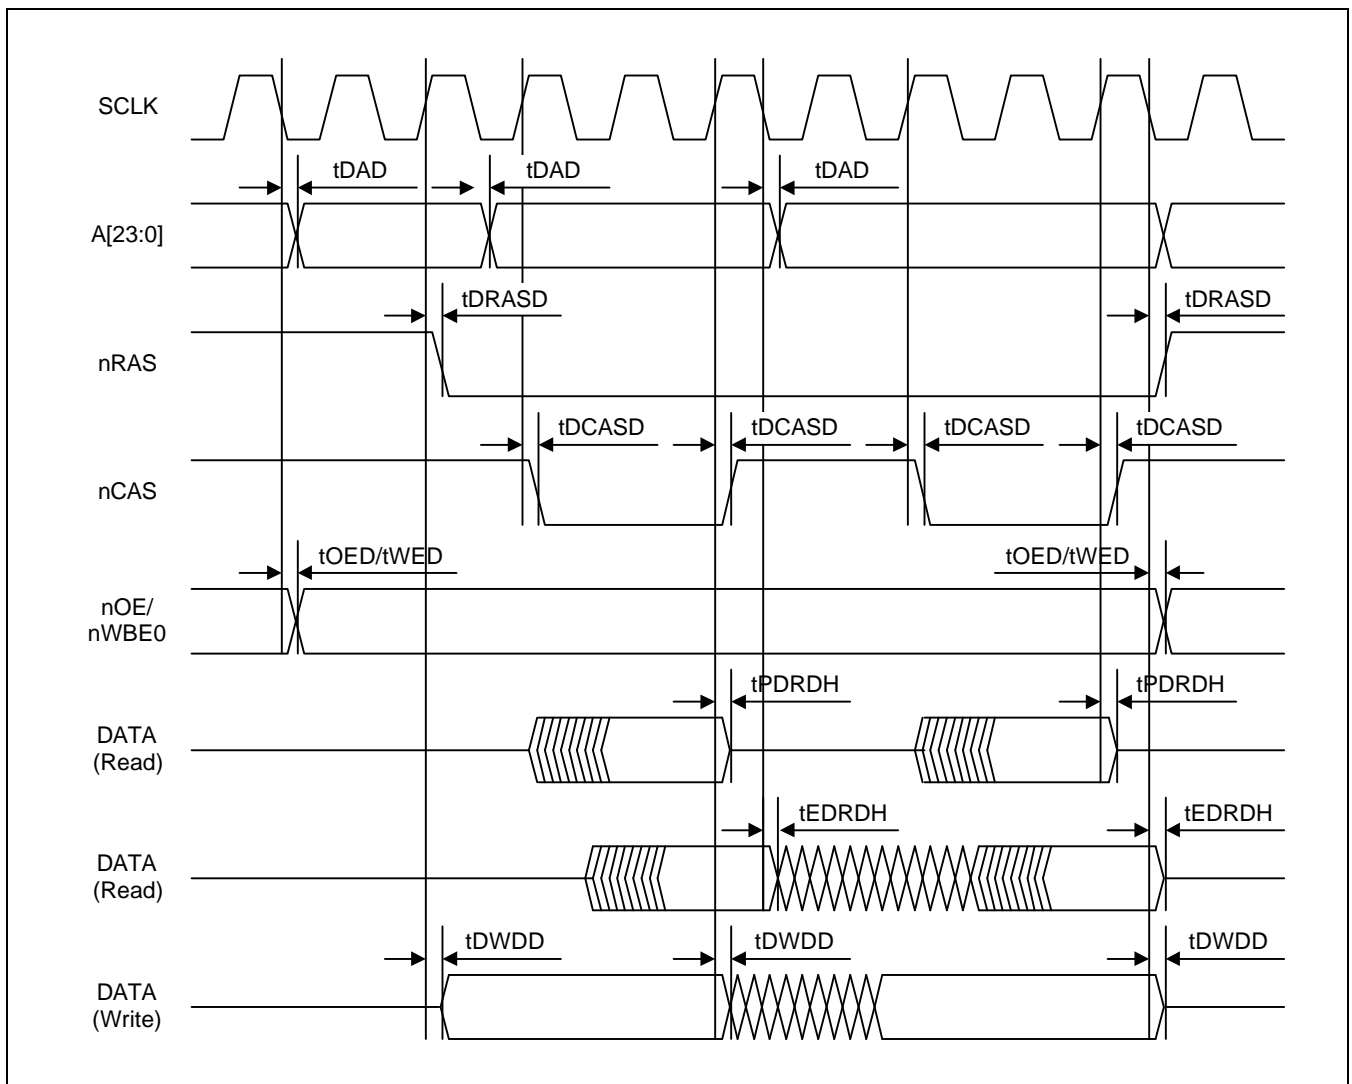 SCLK
tDAD tDAD tDAD
A[23:0]
tDRASD tDRASD
nRAS
tDCASD tDCASD tDCASD tDCASD
nCAS
tOED/tWED tOED/tWED
nOE/
nWBE0
tPDRDH tPDRDH
DATA
(Read)
tEDRDH tEDRDH
DATA
(Read)
tDWDD tDWDD tDWDD
DATA
(Write)